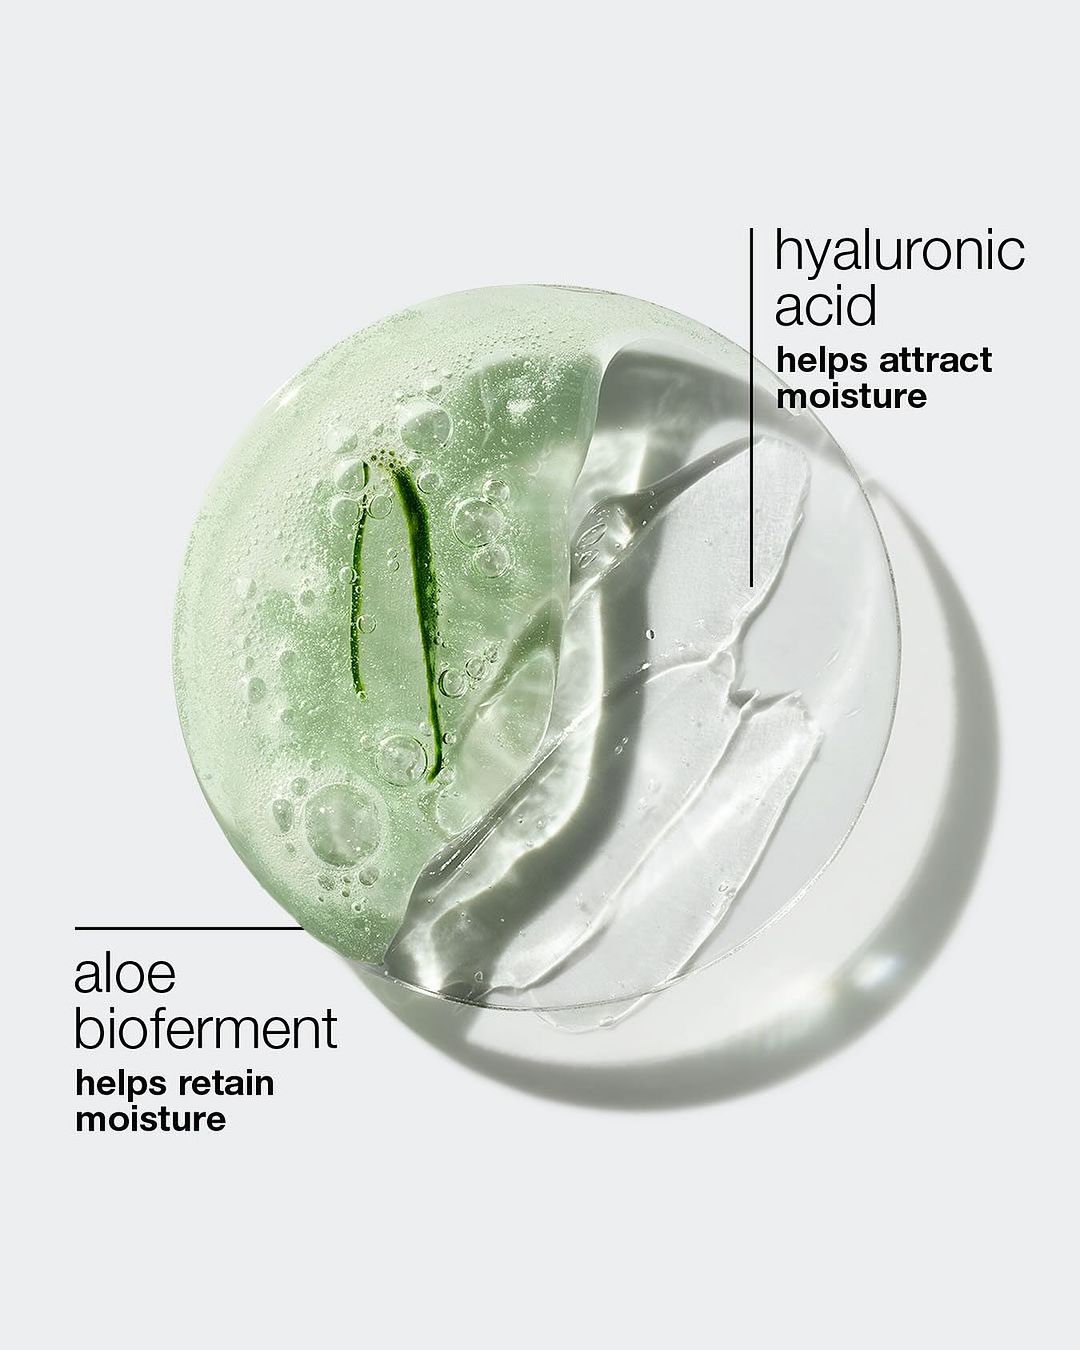 hyaluronic
acid
helps attract
moisture
aloe
bioferment
helps retain
moisture